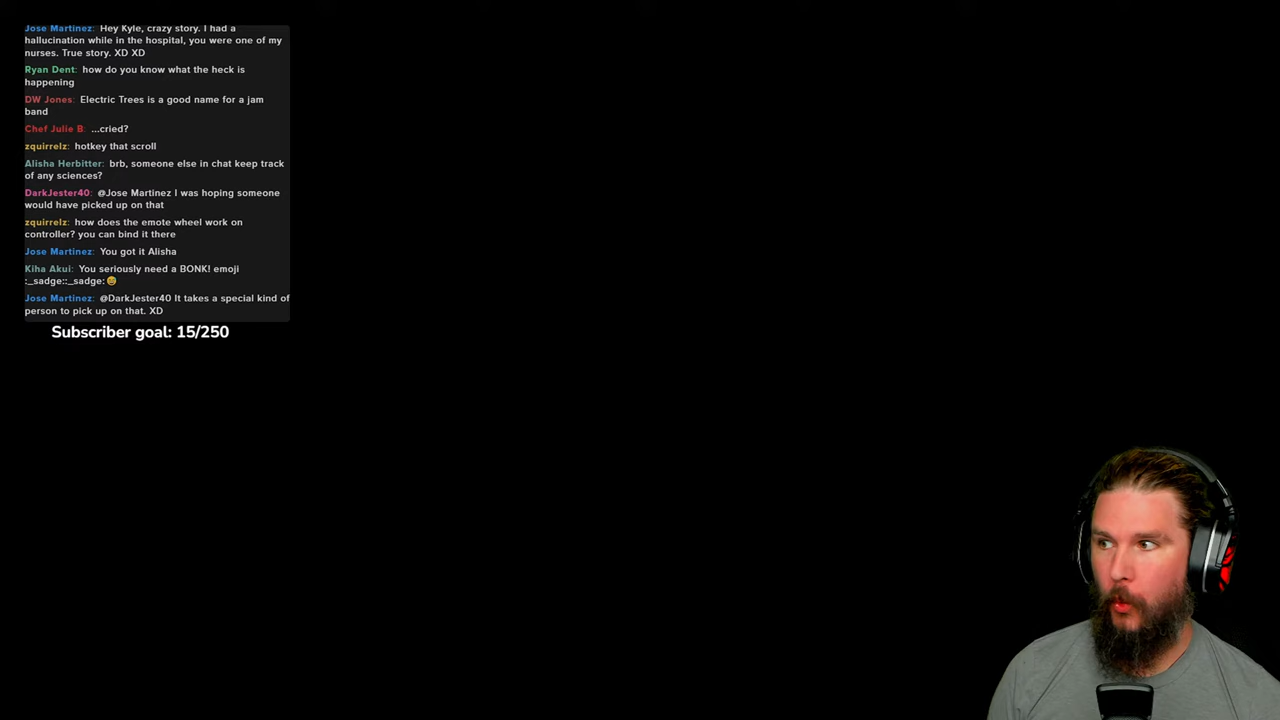 Jose Martinez: Hey Kyle, crazy story. I had a
hallucination while in the hospital, you were one of my
nurses. True story. XD XD
Ryan Dent: how do you know what the heck is
happening
DW Jones: Electric Trees is a good name for a jam
band
Chef Julie B: ...cried?
zquirrelz: hotkey that scroll
Alisha Herbitter: brb, someone else in chat keep track
of any sciences?
DarkJester40: @Jose Martinez I was hoping someone
would have picked up on that
zquirrelz: how does the emote wheel work on
controller? you can bind it there
Jose Martinez: You got it Alisha
Kiha Akui: You seriously need a BONK! emoji
:_sadge::_sadge:😅
Jose Martinez: @DarkJester40 It takes a special kind of
person to pick up on that. XD
Subscriber goal: 15/250